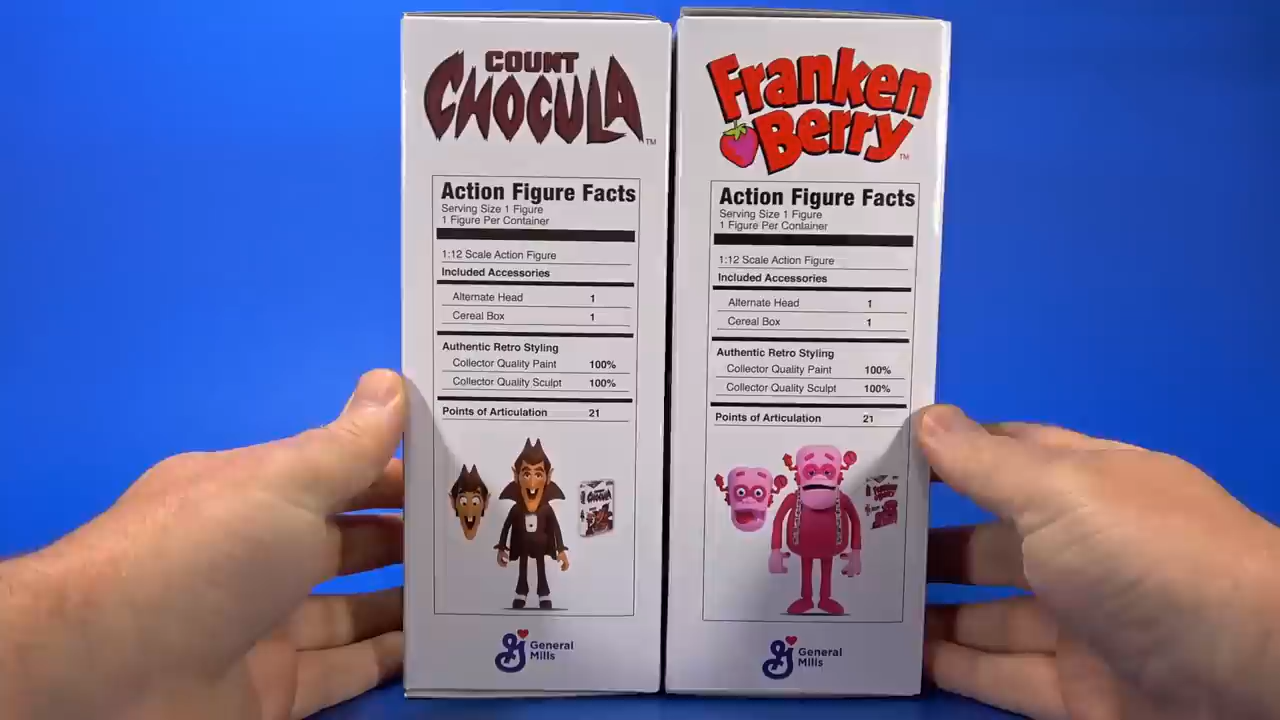 COUNT
CHOCULA
TM
Action Figure Facts
Serving Size 1 Figure
1 Figure Per Container
1:12 Scale Action Figure
Included Accessories
Alternate Head 1
Cereal Box 1
Authentic Retro Styling
Collector Quality Paint 100%
Collector Quality Sculpt 100%
Points of Articulation 21
CHOCULA
General
Mills
Franken
Berry
TM
Action Figure Facts
Serving Size 1 Figure
1 Figure Per Container
1:12 Scale Action Figure
Included Accessories
Alternate Head 1
Cereal Box 1
Authentic Retro Styling
Collector Quality Paint 100%
Collector Quality Sculpt 100%
Points of Articulation 21
General
Mills